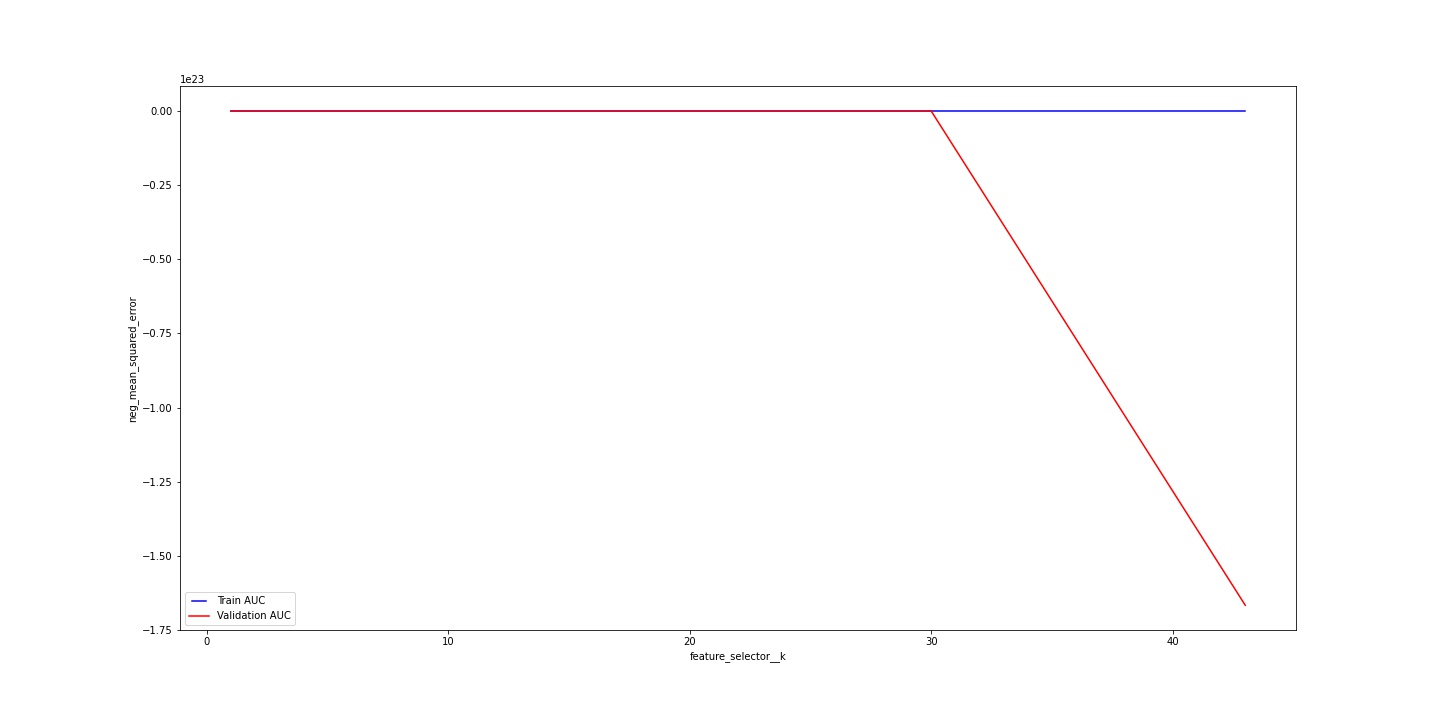 1e23
0.00
−0.25
−0.50
−0.75
−1.00
−1.25
−1.50
−1.75
neg_mean_squared_error
Train AUC
Validation AUC
0 10 20 30 40
feature_selector__k